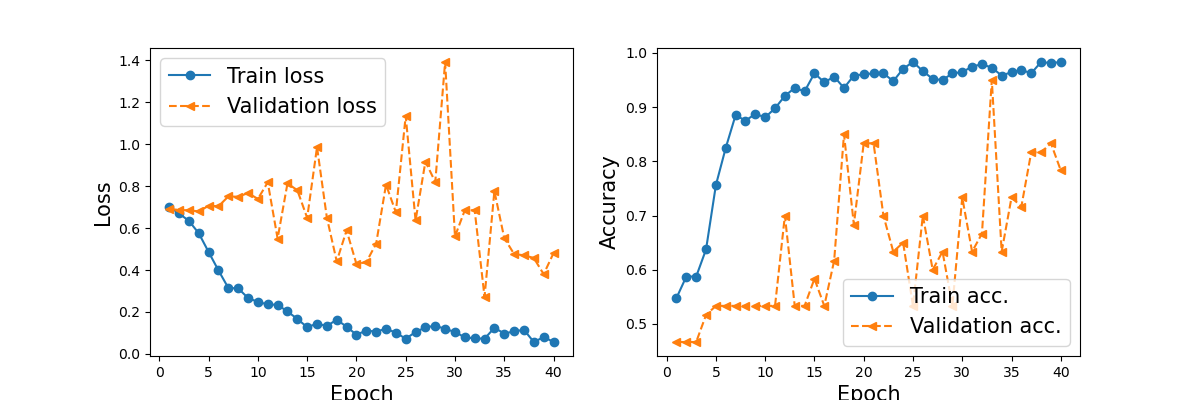 Train loss
Validation loss
1.4
1.2
1.0
0.8
0.6
0.4
0.2
0.0
Loss
0 5 10 15 20 25 30 35 40
Epoch
1.0
0.9
0.8
0.7
0.6
0.5
Accuracy
Train acc.
Validation acc.
0 5 10 15 20 25 30 35 40
Epoch